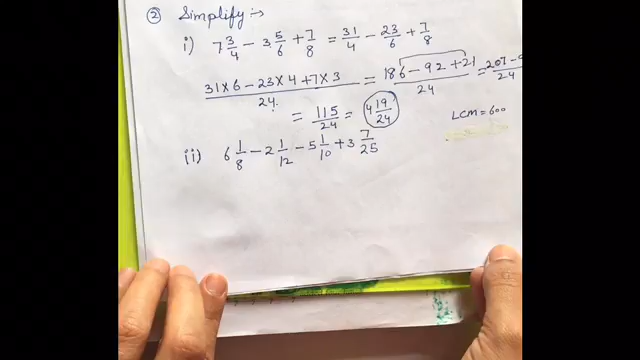 ② Simplify :-
i) 7 3/4 - 3 5/6 + 7/8 = 31/4 - 23/6 + 7/8
31×6 - 23×4 + 7×3 / 24 = 186 - 92 + 21 / 24 = 207 - 9 / 24
= 115/24 = 4 19/24
LCM = 600
ii) 6 1/8 - 2 1/12 - 5 1/10 + 3 7/25